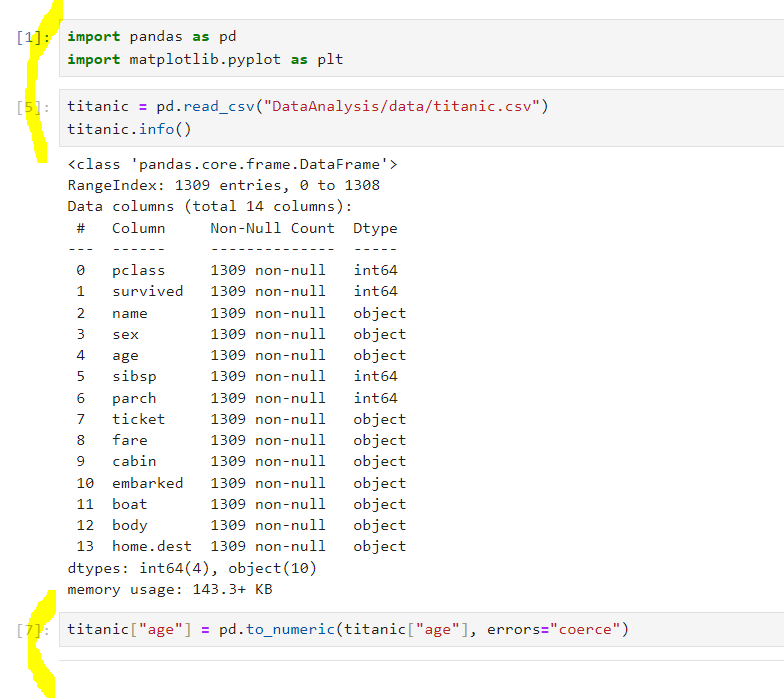 [1]: import pandas as pd
import matplotlib.pyplot as plt
[5]: titanic = pd.read_csv("DataAnalysis/data/titanic.csv")
titanic.info()
<class 'pandas.core.frame.DataFrame'>
RangeIndex: 1309 entries, 0 to 1308
Data columns (total 14 columns):
 #   Column     Non-Null Count  Dtype
---  ------     --------------  -----
 0   pclass     1309 non-null   int64
 1   survived   1309 non-null   int64
 2   name       1309 non-null   object
 3   sex        1309 non-null   object
 4   age        1309 non-null   object
 5   sibsp      1309 non-null   int64
 6   parch      1309 non-null   int64
 7   ticket     1309 non-null   object
 8   fare       1309 non-null   object
 9   cabin      1309 non-null   object
 10  embarked   1309 non-null   object
 11  boat       1309 non-null   object
 12  body       1309 non-null   object
 13  home.dest  1309 non-null   object
dtypes: int64(4), object(10)
memory usage: 143.3+ KB
[7]: titanic["age"] = pd.to_numeric(titanic["age"], errors="coerce")